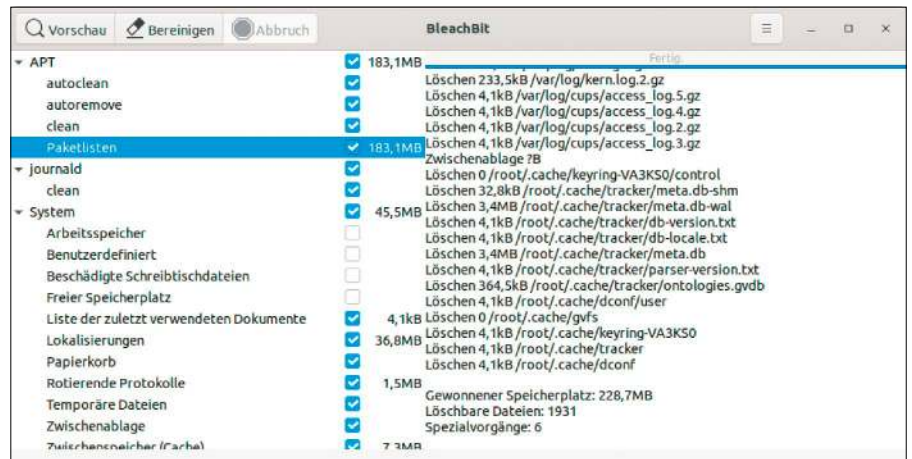 Vorschau Bereinigen Abbruch BleachBit
APT 183,1MB
autoclean
autoremove
clean
Paketlisten 183,1MB
journald
clean
System 45,5MB
Arbeitsspeicher
Benutzerdefiniert
Beschädigte Schreibtischdateien
Freier Speicherplatz
Liste der zuletzt verwendeten Dokumente 4,1kB
Lokalisierungen 36,8MB
Papierkorb
Rotierende Protokolle 1,5MB
Temporäre Dateien
Zwischenablage
Zwischenspeicher (Cache) 7,3MB
Fertig.
Löschen 233,5kB /var/log/kern.log.2.gz
Löschen 4,1kB /var/log/cups/access_log.5.gz
Löschen 4,1kB /var/log/cups/access_log.4.gz
Löschen 4,1kB /var/log/cups/access_log.2.gz
Löschen 4,1kB /var/log/cups/access_log.3.gz
Zwischenablage ?B
Löschen 0 /root/.cache/keyring-VA3KS0/control
Löschen 32,8kB /root/.cache/tracker/meta.db-shm
Löschen 3,4MB /root/.cache/tracker/meta.db-wal
Löschen 4,1kB /root/.cache/tracker/db-version.txt
Löschen 4,1kB /root/.cache/tracker/db-locale.txt
Löschen 3,4MB /root/.cache/tracker/meta.db
Löschen 4,1kB /root/.cache/tracker/parser-version.txt
Löschen 364,5kB /root/.cache/tracker/ontologies.gvdb
Löschen 4,1kB /root/.cache/dconf/user
Löschen 0 /root/.cache/gvfs
Löschen 4,1kB /root/.cache/keyring-VA3KS0
Löschen 4,1kB /root/.cache/tracker
Löschen 4,1kB /root/.cache/dconf
Gewonnener Speicherplatz: 228,7MB
Löschbare Dateien: 1931
Spezialvorgänge: 6